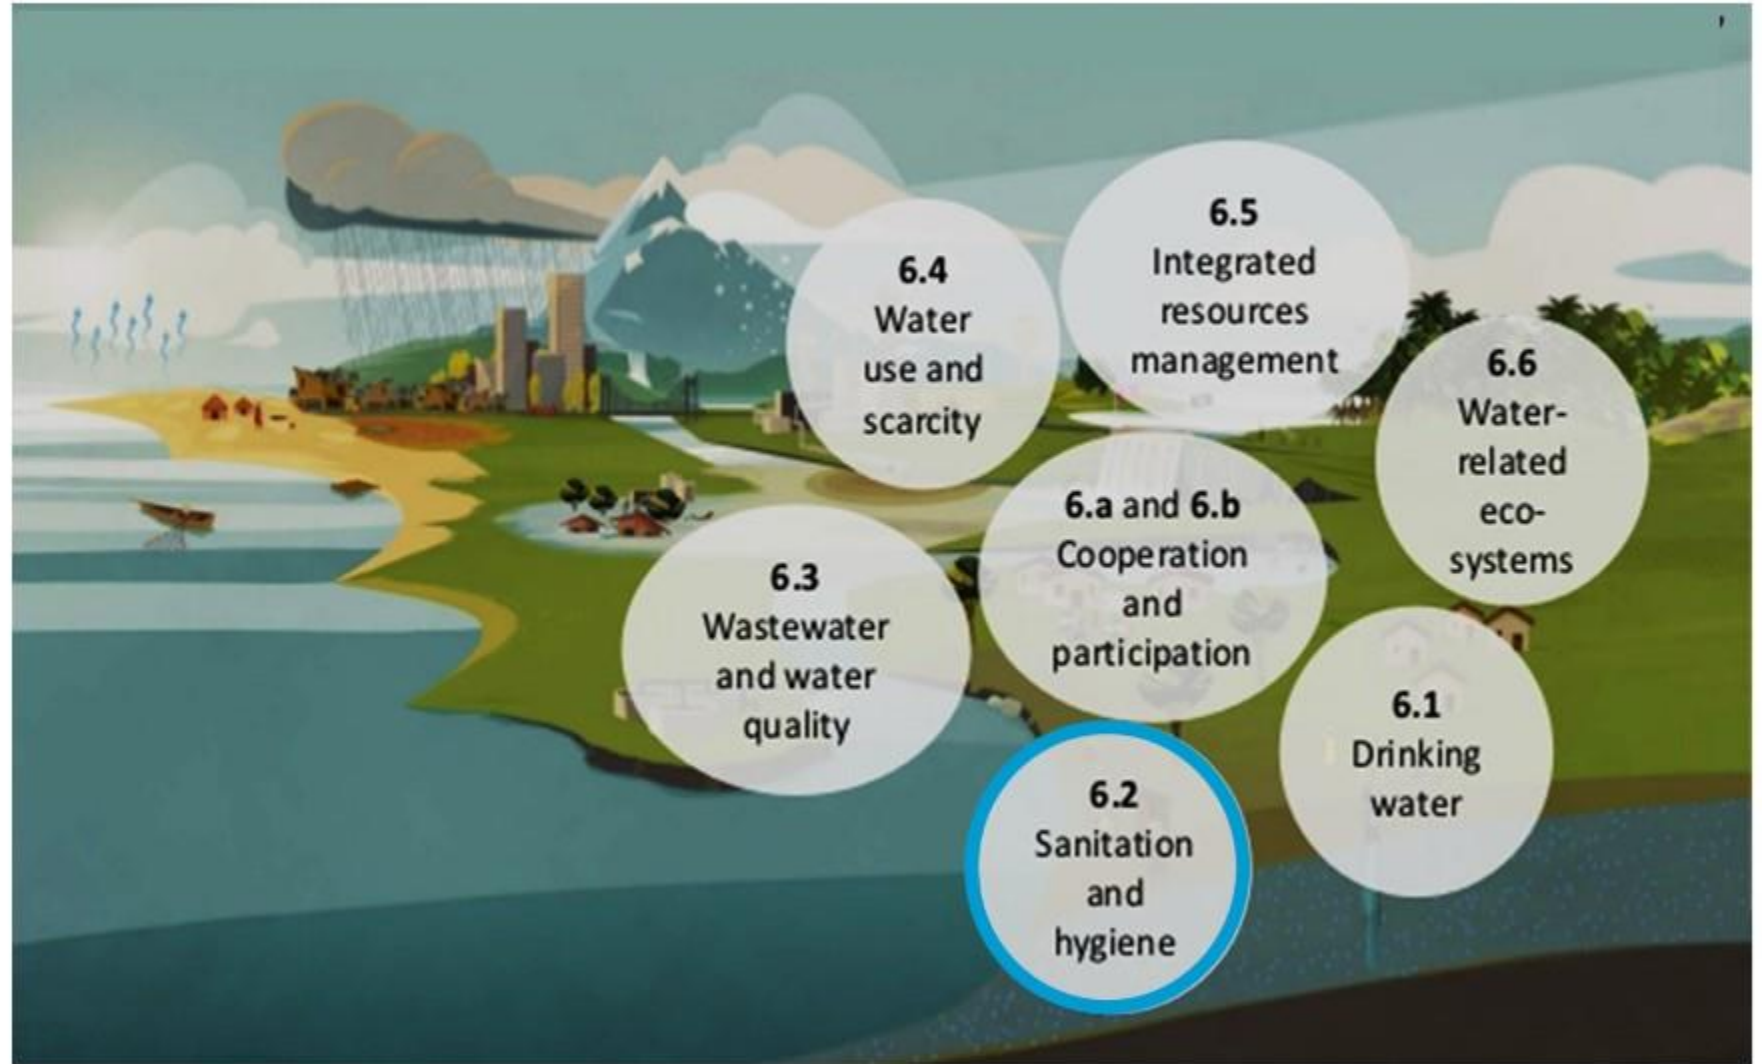 6.5
Integrated
resources
management
6.4
Water
use and
scarcity
6.6
Water-
related
eco-
systems
6.a and 6.b
Cooperation
and
participation
6.3
Wastewater
and water
quality
6.1
Drinking
water
6.2
Sanitation
and
hygiene